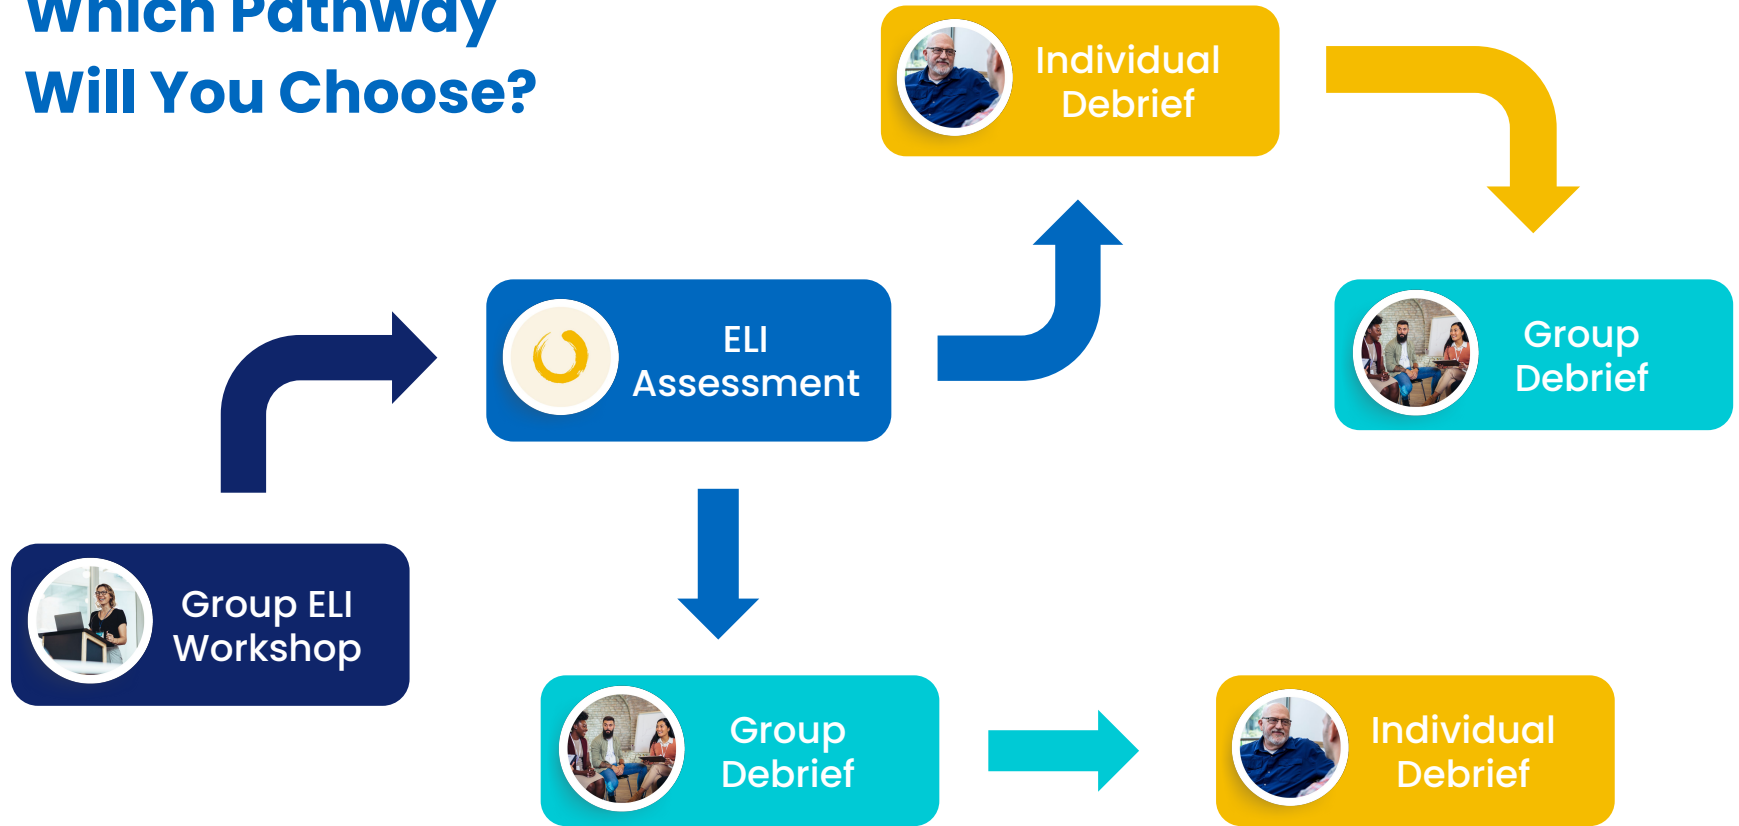 Which Pathway
Will You Choose?
Individual
Debrief
Group
Debrief
ELI
Assessment
Group ELI
Workshop
Group
Debrief
Individual
Debrief